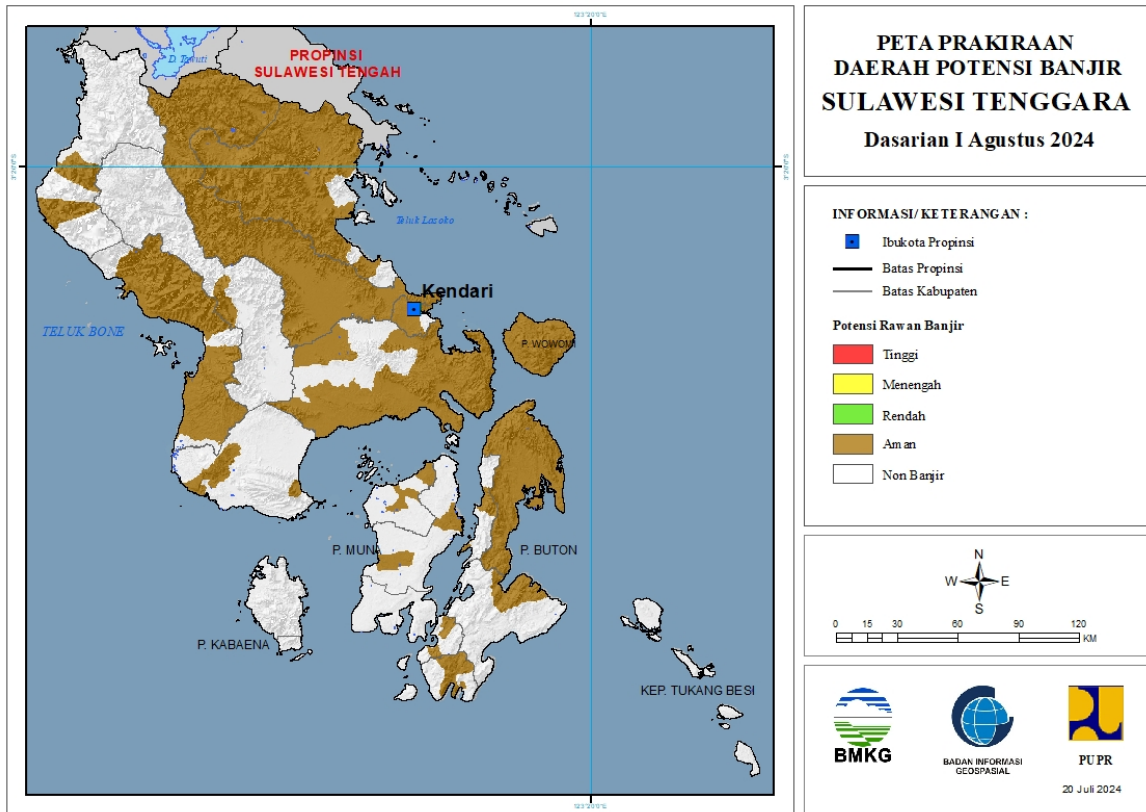 PETA PRAKIRAAN
DAERAH POTENSI BANJIR
SULAWESI TENGGARA
Dasarian I Agustus 2024
INFORMASI/ KETERANGAN :
Ibukota Propinsi
Batas Propinsi
Batas Kabupaten
Potensi Rawan Banjir
Tinggi
Menengah
Rendah
Aman
Non Banjir
N
W E
S
0 15 30 60 90 120
KM
BMKG
BADAN INFORMASI
GEOSPASIAL
PUPR
20 Juli 2024
D. Towuti
PROPINSI
SULAWESI TENGAH
Teluk Lasolo
Kendari
TELUK BONE
P. WOWONI
P. MUNA
P. BUTON
P. KABAENA
KEP. TUKANG BESI